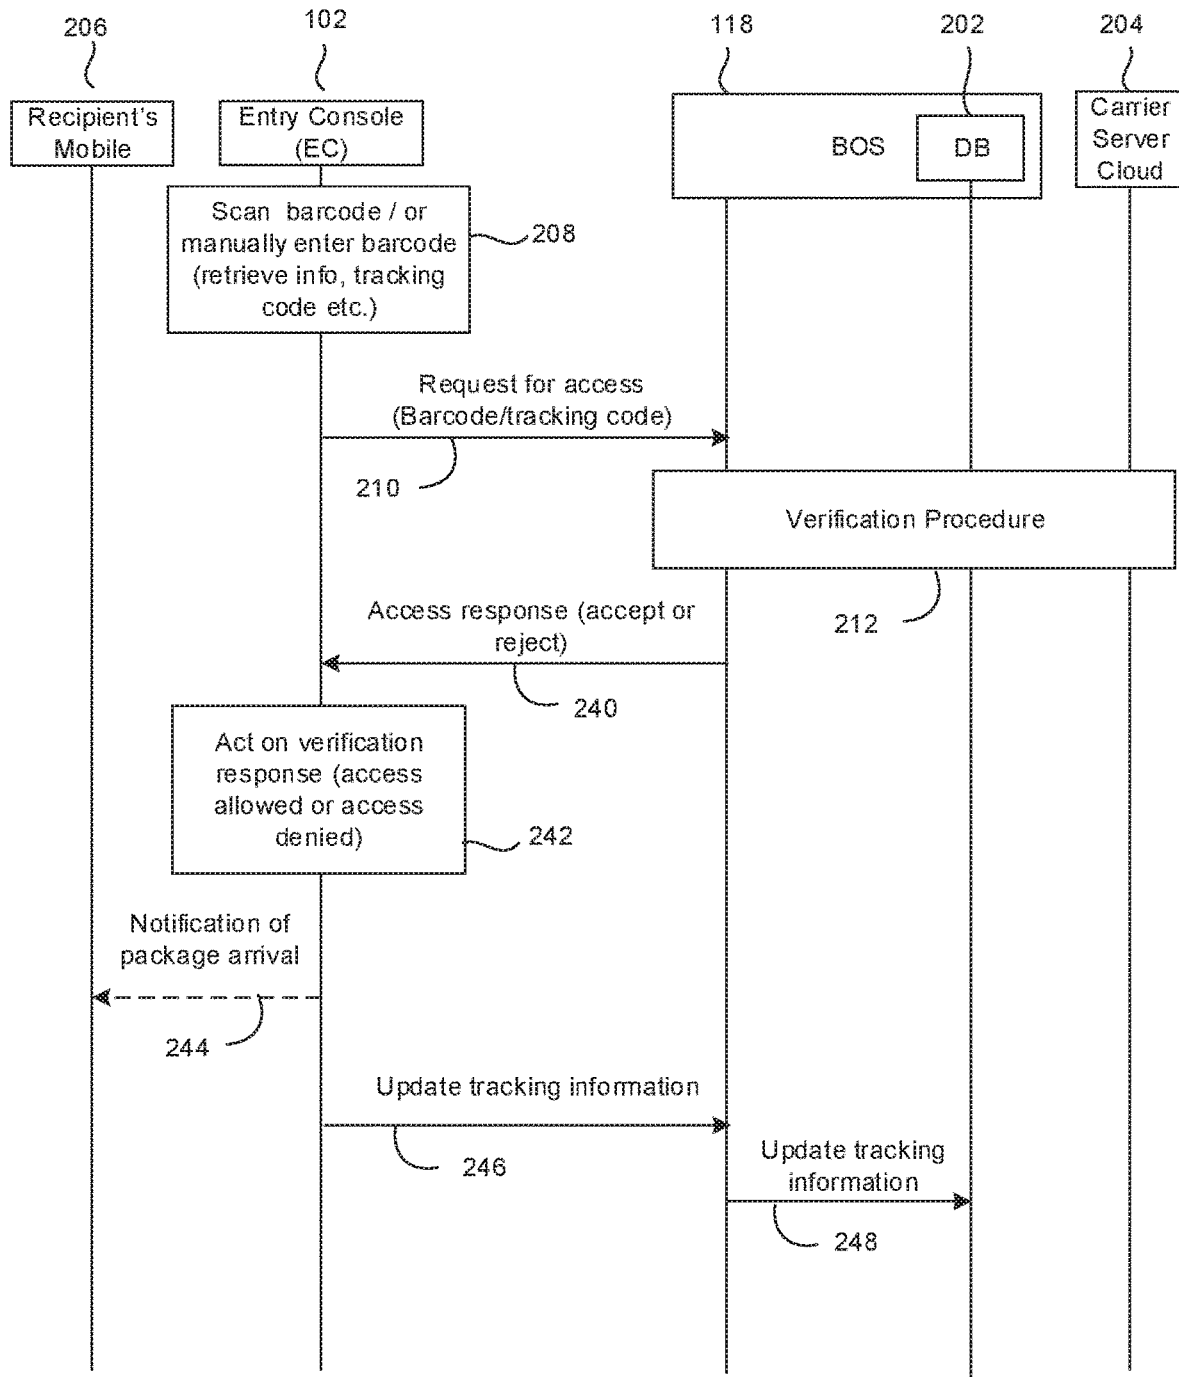 206
102
118
202
204
Recipient's
Mobile
Entry Console
(EC)
BOS
DB
Carrier
Server
Cloud
Scan barcode / or
manually enter barcode
(retrieve info, tracking
code etc.)
208
Request for access
(Barcode/tracking code)
210
Verification Procedure
212
Access response (accept or
reject)
240
Act on verification
response (access
allowed or access
denied)
242
Notification of
package arrival
244
Update tracking information
246
Update tracking
information
248